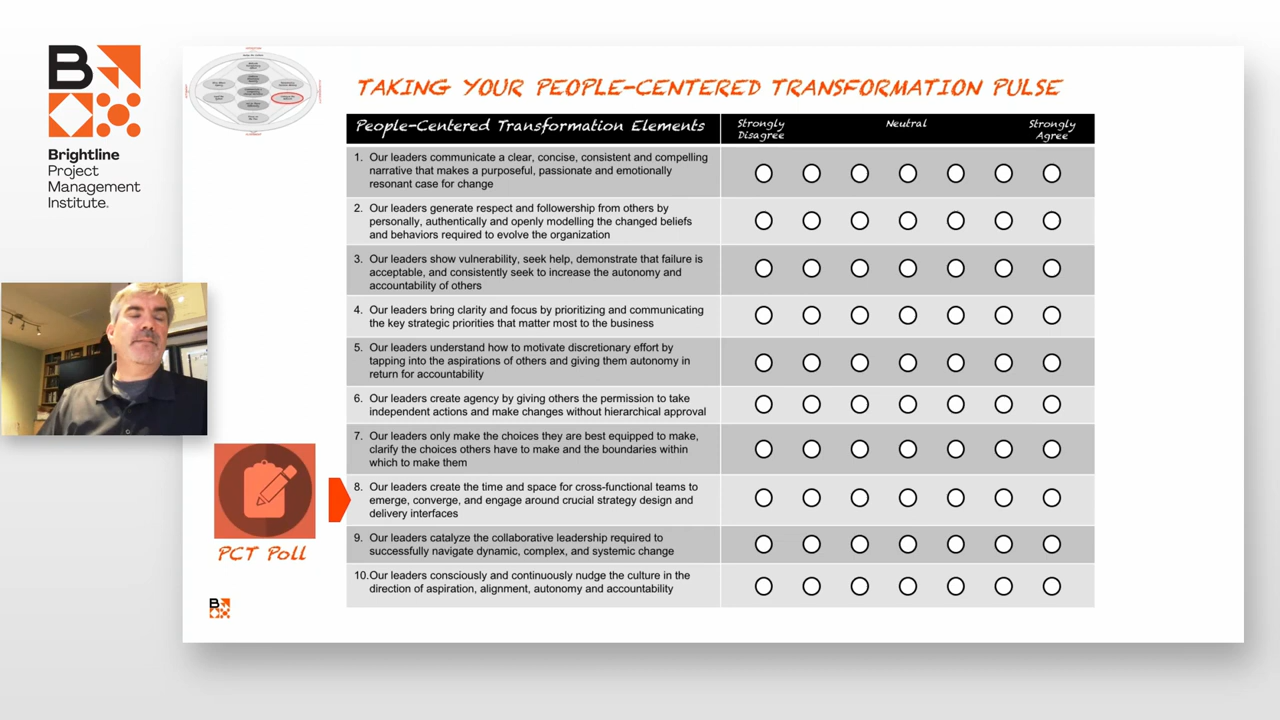 B
Brightline
Project
Management
Institute.
TAKING YOUR PEOPLE-CENTERED TRANSFORMATION PULSE
People-Centered Transformation Elements
Strongly
Disagree
Neutral
Strongly
Agree
1. Our leaders communicate a clear, concise, consistent and compelling
narrative that makes a purposeful, passionate and emotionally
resonant case for change
2. Our leaders generate respect and followership from others by
personally, authentically and openly modelling the changed beliefs
and behaviors required to evolve the organization
3. Our leaders show vulnerability, seek help, demonstrate that failure is
acceptable, and consistently seek to increase the autonomy and
accountability of others
4. Our leaders bring clarity and focus by prioritizing and communicating
the key strategic priorities that matter most to the business
5. Our leaders understand how to motivate discretionary effort by
tapping into the aspirations of others and giving them autonomy in
return for accountability
6. Our leaders create agency by giving others the permission to take
independent actions and make changes without hierarchical approval
7. Our leaders only make the choices they are best equipped to make,
clarify the choices others have to make and the boundaries within
which to make them
8. Our leaders create the time and space for cross-functional teams to
emerge, converge, and engage around crucial strategy design and
delivery interfaces
9. Our leaders catalyze the collaborative leadership required to
successfully navigate dynamic, complex, and systemic change
10. Our leaders consciously and continuously nudge the culture in the
direction of aspiration, alignment, autonomy and accountability
PCT Poll
B